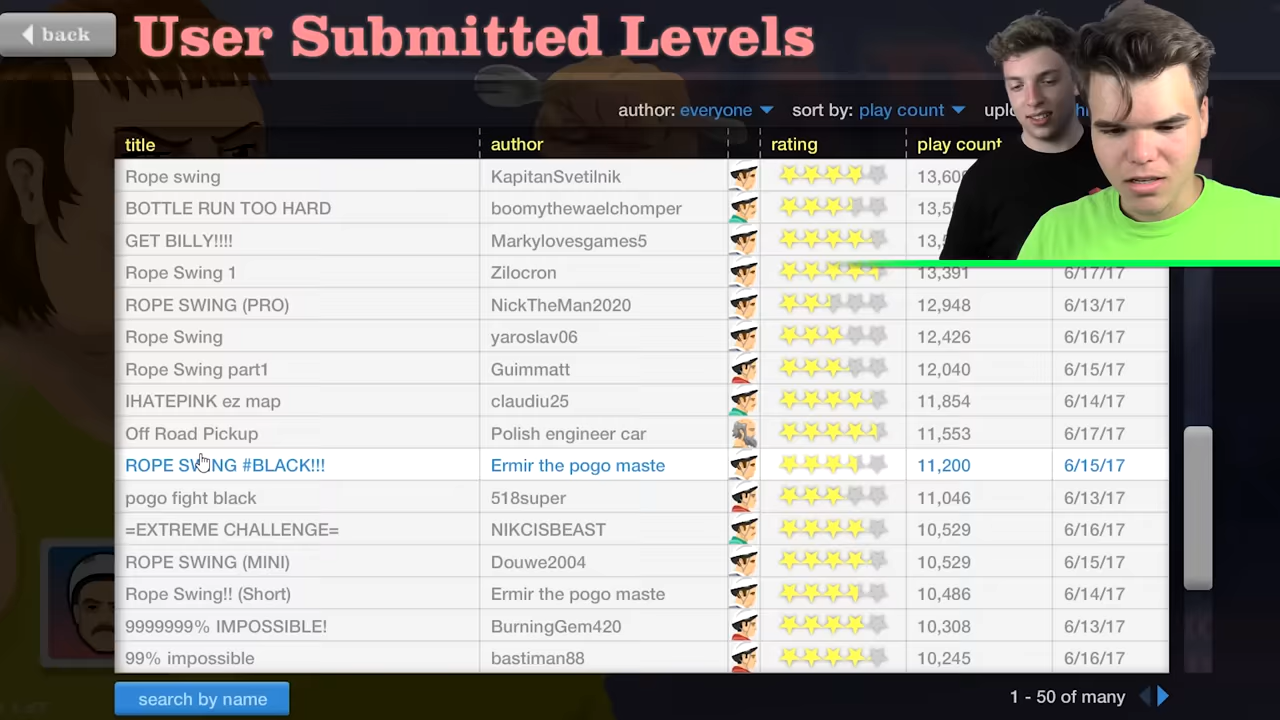 back
User Submitted Levels
author: everyone sort by: play count
title author rating play count
Rope swing KapitanSvetilnik
BOTTLE RUN TOO HARD boomythewaelchomper
GET BILLY!!!! Markylovesgames5
Rope Swing 1 Zilocron 13,391 6/17/17
ROPE SWING (PRO) NickTheMan2020 12,948 6/13/17
Rope Swing yaroslav06 12,426 6/16/17
Rope Swing part1 Guimmatt 12,040 6/15/17
IHATEPINK ez map claudiu25 11,854 6/14/17
Off Road Pickup Polish engineer car 11,553 6/17/17
ROPE SWING #BLACK!!! Ermir the pogo maste 11,200 6/15/17
pogo fight black 518super 11,046 6/13/17
=EXTREME CHALLENGE= NIKCISBEAST 10,529 6/16/17
ROPE SWING (MINI) Douwe2004 10,529 6/15/17
Rope Swing!! (Short) Ermir the pogo maste 10,486 6/14/17
9999999% IMPOSSIBLE! BurningGem420 10,308 6/13/17
99% impossible bastiman88 10,245 6/16/17
search by name 1 - 50 of many